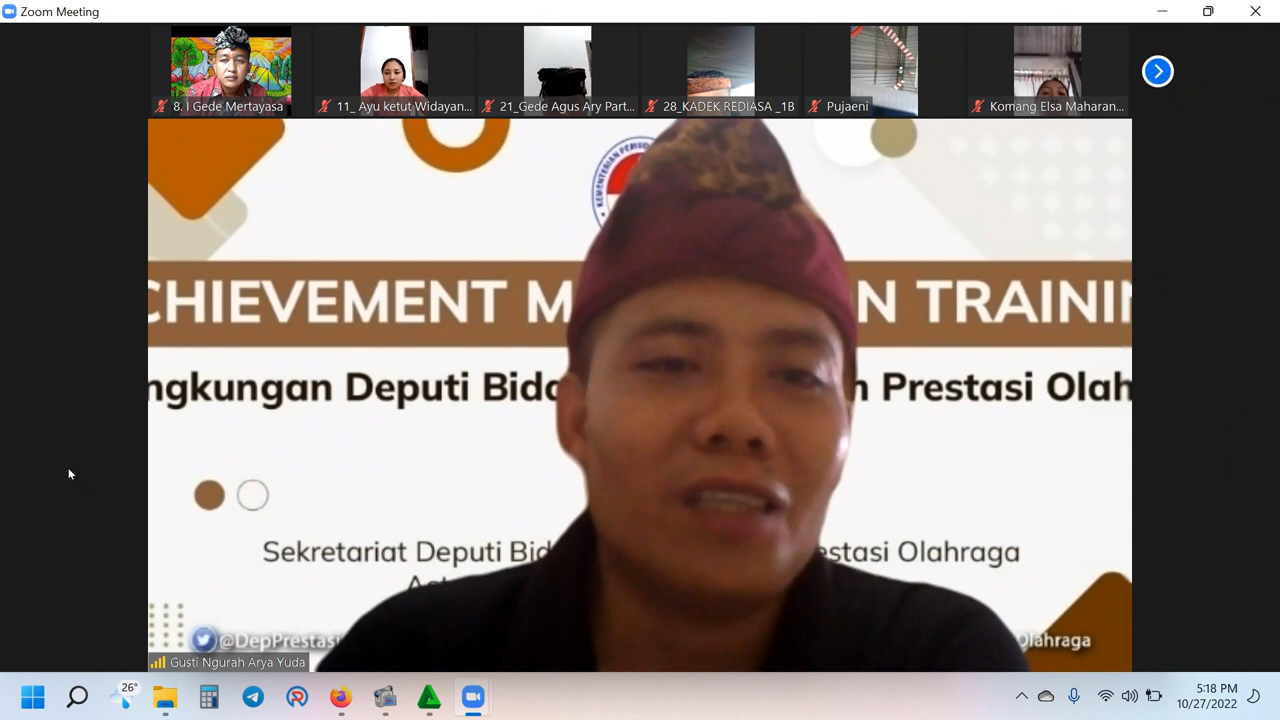 Zoom Meeting
8. I Gede Mertayasa
11_ Ayu ketut Widayan...
21_Gede Agus Ary Part...
28_KADEK REDIASA _1B
Pujaeni
Komang Elsa Maharan...
KEMENTERIAN
CHIEVEMENT M N TRAININ
ngkungan Deputi Bida h Prestasi Olah
Sekretariat Deputi Bid estasi Olahraga
@DepPrestasi Olahraga
Gusti Ngurah Arya Yuda
26°
5:18 PM
10/27/2022